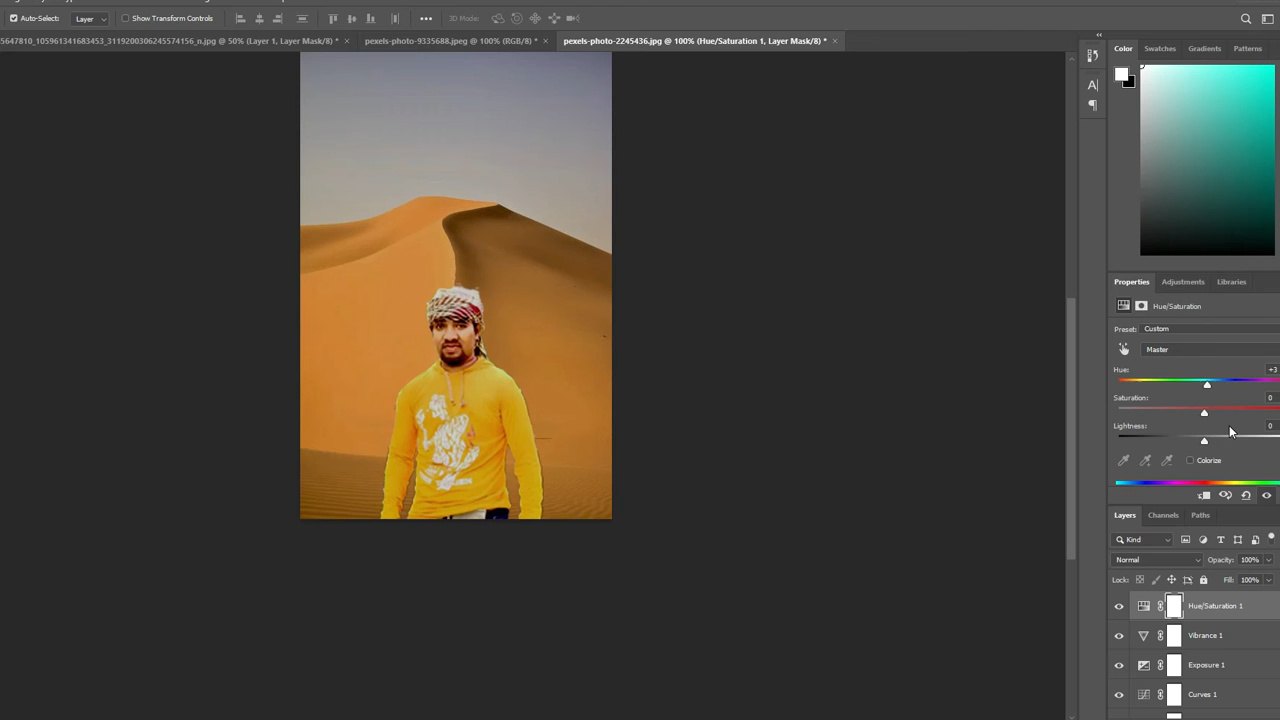 Auto-Select: Layer Show Transform Controls 3D Mode:
5647810_105961341683453_3119200306245574156_n.jpg @ 50% (Layer 1, Layer Mask/8) * × pexels-photo-9335688.jpeg @ 100% (RGB/8) * × pexels-photo-2245436.jpg @ 100% (Hue/Saturation 1, Layer Mask/8) * ×
Color Swatches Gradients Patterns
Properties Adjustments Libraries
Hue/Saturation
Preset: Custom
Master
Hue: +3
Saturation: 0
Lightness: 0
Colorize
Layers Channels Paths
Kind
Normal Opacity: 100%
Lock: Fill: 100%
Hue/Saturation 1
Vibrance 1
Exposure 1
Curves 1